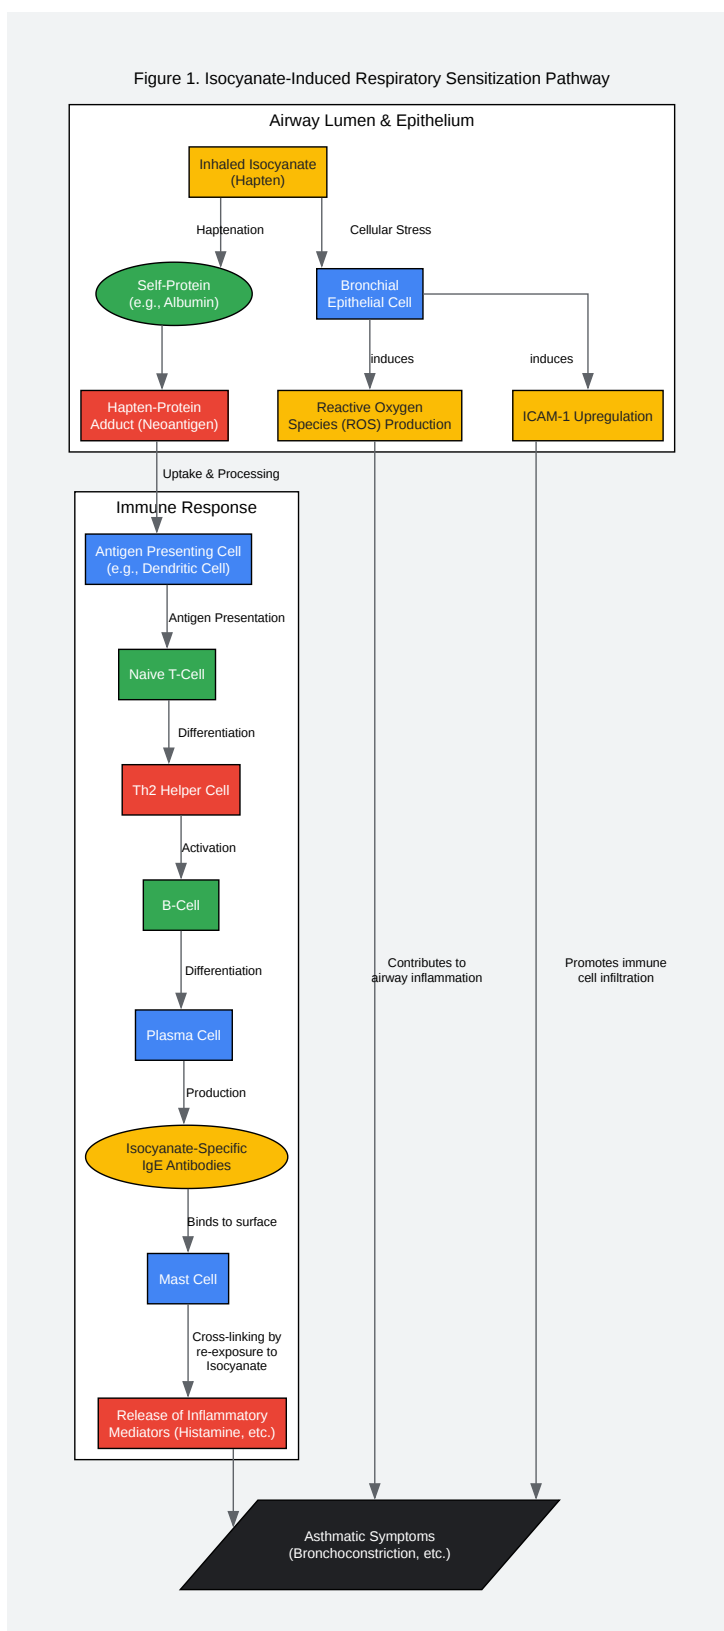 Figure 1. Isocyanate-Induced Respiratory Sensitization Pathway
Airway Lumen & Epithelium
Inhaled Isocyanate
(Hapten)
Haptenation
Cellular Stress
Self-Protein
(e.g., Albumin)
Bronchial
Epithelial Cell
induces
induces
Hapten-Protein
Adduct (Neoantigen)
Reactive Oxygen
Species (ROS) Production
ICAM-1 Upregulation
Uptake & Processing
Immune Response
Antigen Presenting Cell
(e.g., Dendritic Cell)
Antigen Presentation
Naive T-Cell
Differentiation
Th2 Helper Cell
Activation
B-Cell
Differentiation
Contributes to
airway inflammation
Promotes immune
cell infiltration
Plasma Cell
Production
Isocyanate-Specific
IgE Antibodies
Binds to surface
Mast Cell
Cross-linking by
re-exposure to
Isocyanate
Release of Inflammatory
Mediators (Histamine, etc.)
Asthmatic Symptoms
(Bronchoconstriction, etc.)